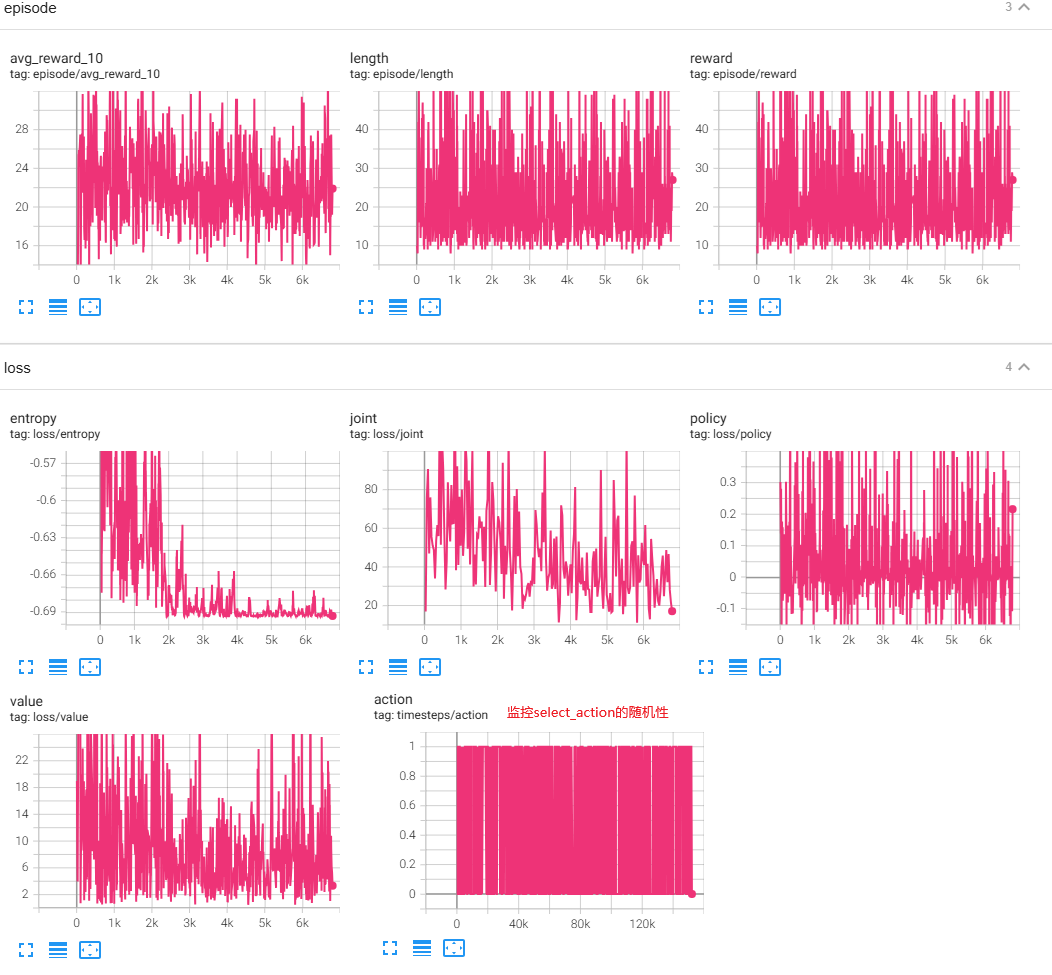 episode
3
avg_reward_10
tag: episode/avg_reward_10
28
24
20
16
0 1k 2k 3k 4k 5k 6k
length
tag: episode/length
40
30
20
10
0 1k 2k 3k 4k 5k 6k
reward
tag: episode/reward
40
30
20
10
0 1k 2k 3k 4k 5k 6k
loss
4
entropy
tag: loss/entropy
-0.57
-0.6
-0.63
-0.66
-0.69
0 1k 2k 3k 4k 5k 6k
joint
tag: loss/joint
80
60
40
20
0 1k 2k 3k 4k 5k 6k
policy
tag: loss/policy
0.3
0.2
0.1
0
-0.1
0 1k 2k 3k 4k 5k 6k
value
tag: loss/value
22
18
14
10
6
2
0 1k 2k 3k 4k 5k 6k
action
tag: timesteps/action
监控select_action的随机性
1
0.8
0.6
0.4
0.2
0
0 40k 80k 120k